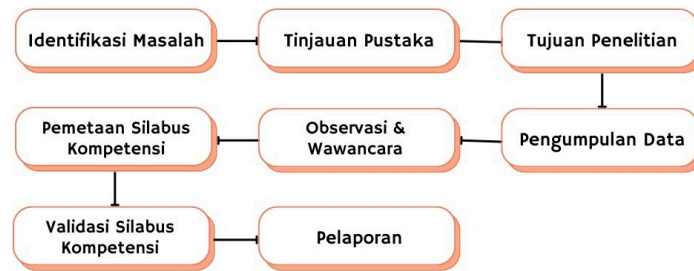 Identifikasi Masalah
Tinjauan Pustaka
Tujuan Penelitian
Pengumpulan Data
Observasi &
Wawancara
Pemetaan Silabus
Kompetensi
Validasi Silabus
Kompetensi
Pelaporan